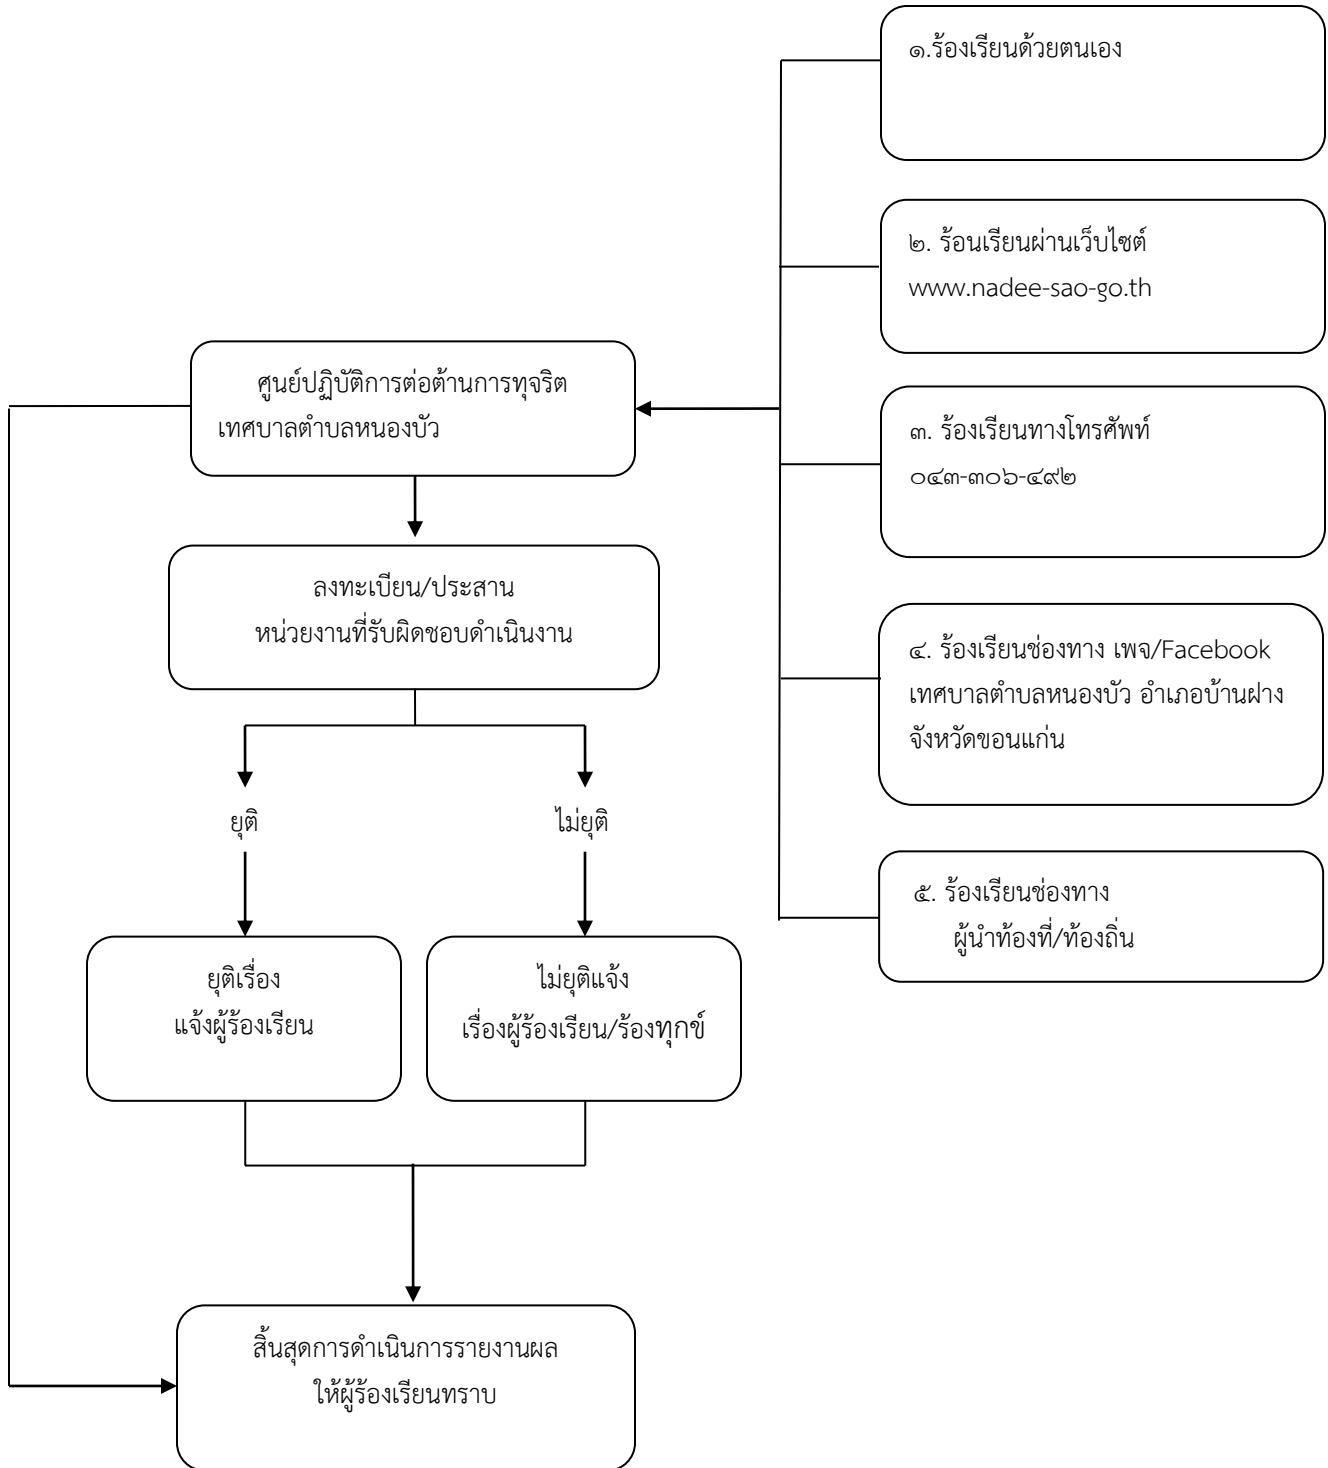 ๑.ร้องเรียนด้วยตนเอง
๒. ร้อนเรียนผ่านเว็บไซต์
www.nadee-sao-go.th
ศูนย์ปฏิบัติการต่อต้านการทุจริต
เทศบาลตำบลหนองบัว
๓. ร้องเรียนทางโทรศัพท์
๐๔๓-๓๐๖-๔๙๒
ลงทะเบียน/ประสาน
หน่วยงานที่รับผิดชอบดำเนินงาน
๔. ร้องเรียนช่องทาง เพจ/Facebook
เทศบาลตำบลหนองบัว อำเภอบ้านฝาง
จังหวัดขอนแก่น
ยุติ
ไม่ยุติ
๕. ร้องเรียนช่องทาง
ผู้นำท้องที่/ท้องถิ่น
ยุติเรื่อง
แจ้งผู้ร้องเรียน
ไม่ยุติแจ้ง
เรื่องผู้ร้องเรียน/ร้องทุกข์
สิ้นสุดการดำเนินการรายงานผล
ให้ผู้ร้องเรียนทราบ